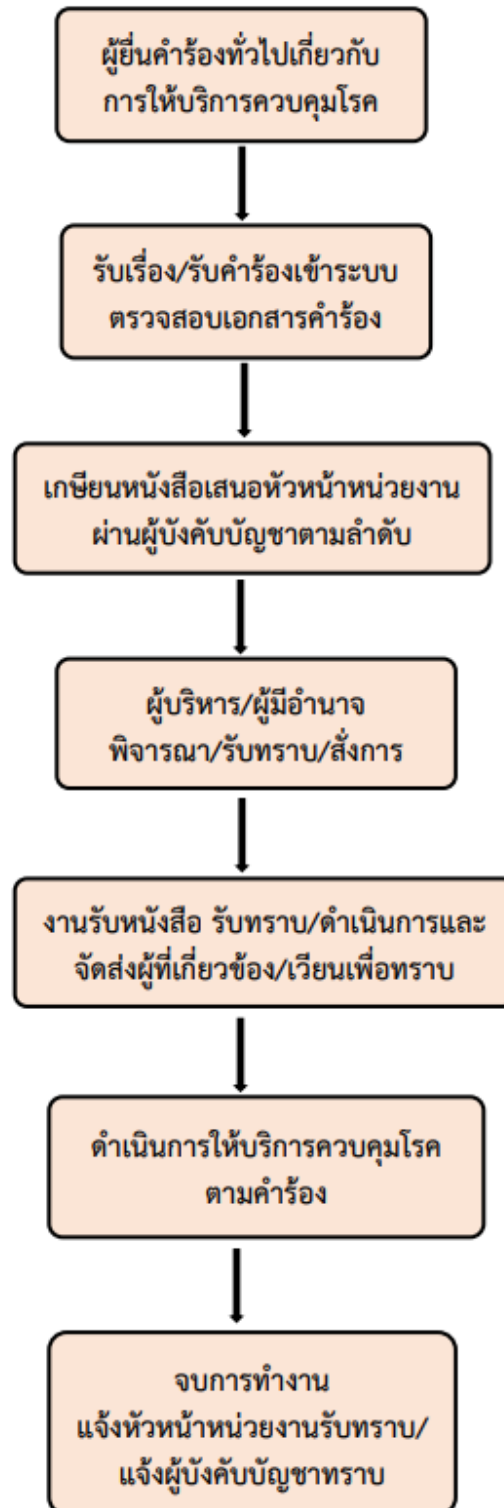 ผู้ยื่นคำร้องทั่วไปเกี่ยวกับ
การให้บริการควบคุมโรค
รับเรื่อง/รับคำร้องเข้าระบบ
ตรวจสอบเอกสารคำร้อง
เกษียนหนังสือเสนอหัวหน้าหน่วยงาน
ผ่านผู้บังคับบัญชาตามลำดับ
ผู้บริหาร/ผู้มีอำนาจ
พิจารณา/รับทราบ/สั่งการ
งานรับหนังสือ รับทราบ/ดำเนินการและ
จัดส่งผู้ที่เกี่ยวข้อง/เวียนเพื่อทราบ
ดำเนินการให้บริการควบคุมโรค
ตามคำร้อง
จบการทำงาน
แจ้งหัวหน้าหน่วยงานรับทราบ/
แจ้งผู้บังคับบัญชาทราบ